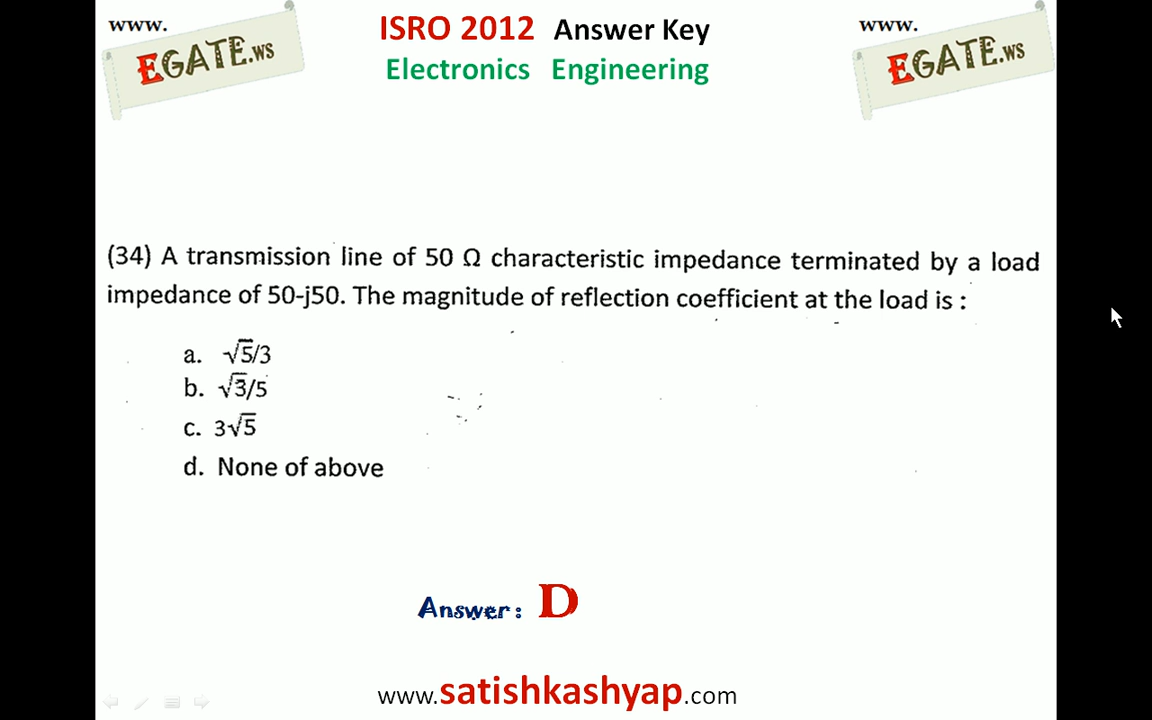 www.
EGATE.ws
ISRO 2012 Answer Key
Electronics Engineering
www.
EGATE.ws
(34) A transmission line of 50 Ω characteristic impedance terminated by a load
impedance of 50-j50. The magnitude of reflection coefficient at the load is :
a. √5/3
b. √3/5
c. 3√5
d. None of above
Answer: D
www.satishkashyap.com